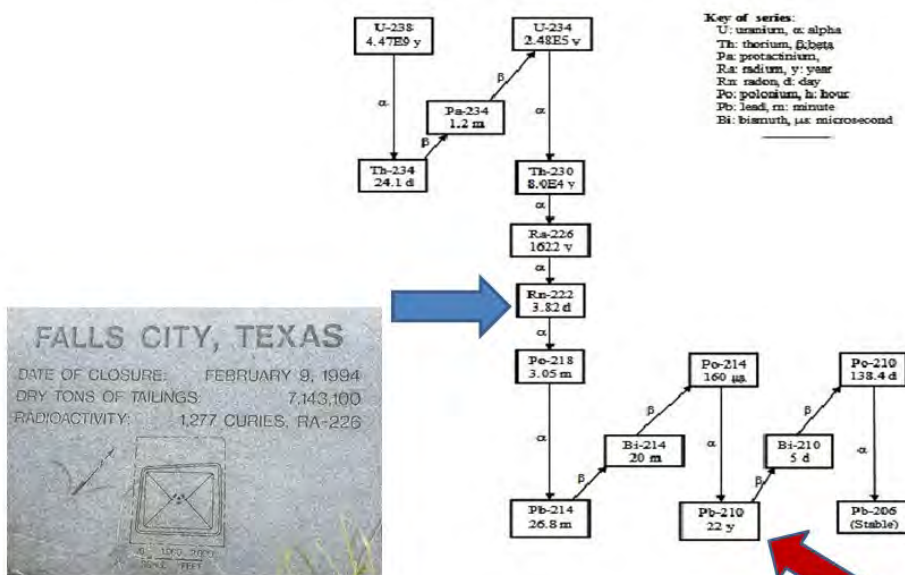 U-238
4.47E9 y
U-234
2.48E5 y
Key of series:
U: uranium, α: alpha
Th: thorium, β:beta
Pa: protactinium,
Ra: radium, y: year
Rn: radon, d: day
Po: polonium, h: hour
Pb: lead, m: minute
Bi: bismuth, μs: microsecond
α
β
Pa-234
1.2 m
β
α
Th-234
24.1 d
Th-230
8.0E4 y
α
Ra-226
1622 y
α
Rn-222
3.82 d
α
Po-218
3.05 m
Po-214
160 μs
Po-210
138.4 d
α
β
Bi-214
20 m
β
α
β
Bi-210
5 d
β
α
Pb-214
26.8 m
Pb-210
22 y
Pb-206
(Stable)
FALLS CITY, TEXAS
DATE OF CLOSURE: FEBRUARY 9, 1994
DRY TONS OF TAILINGS: 7,143,100
RADIOACTIVITY: 1,277 CURIES, RA-226
0 1000 2000
SCALE FEET